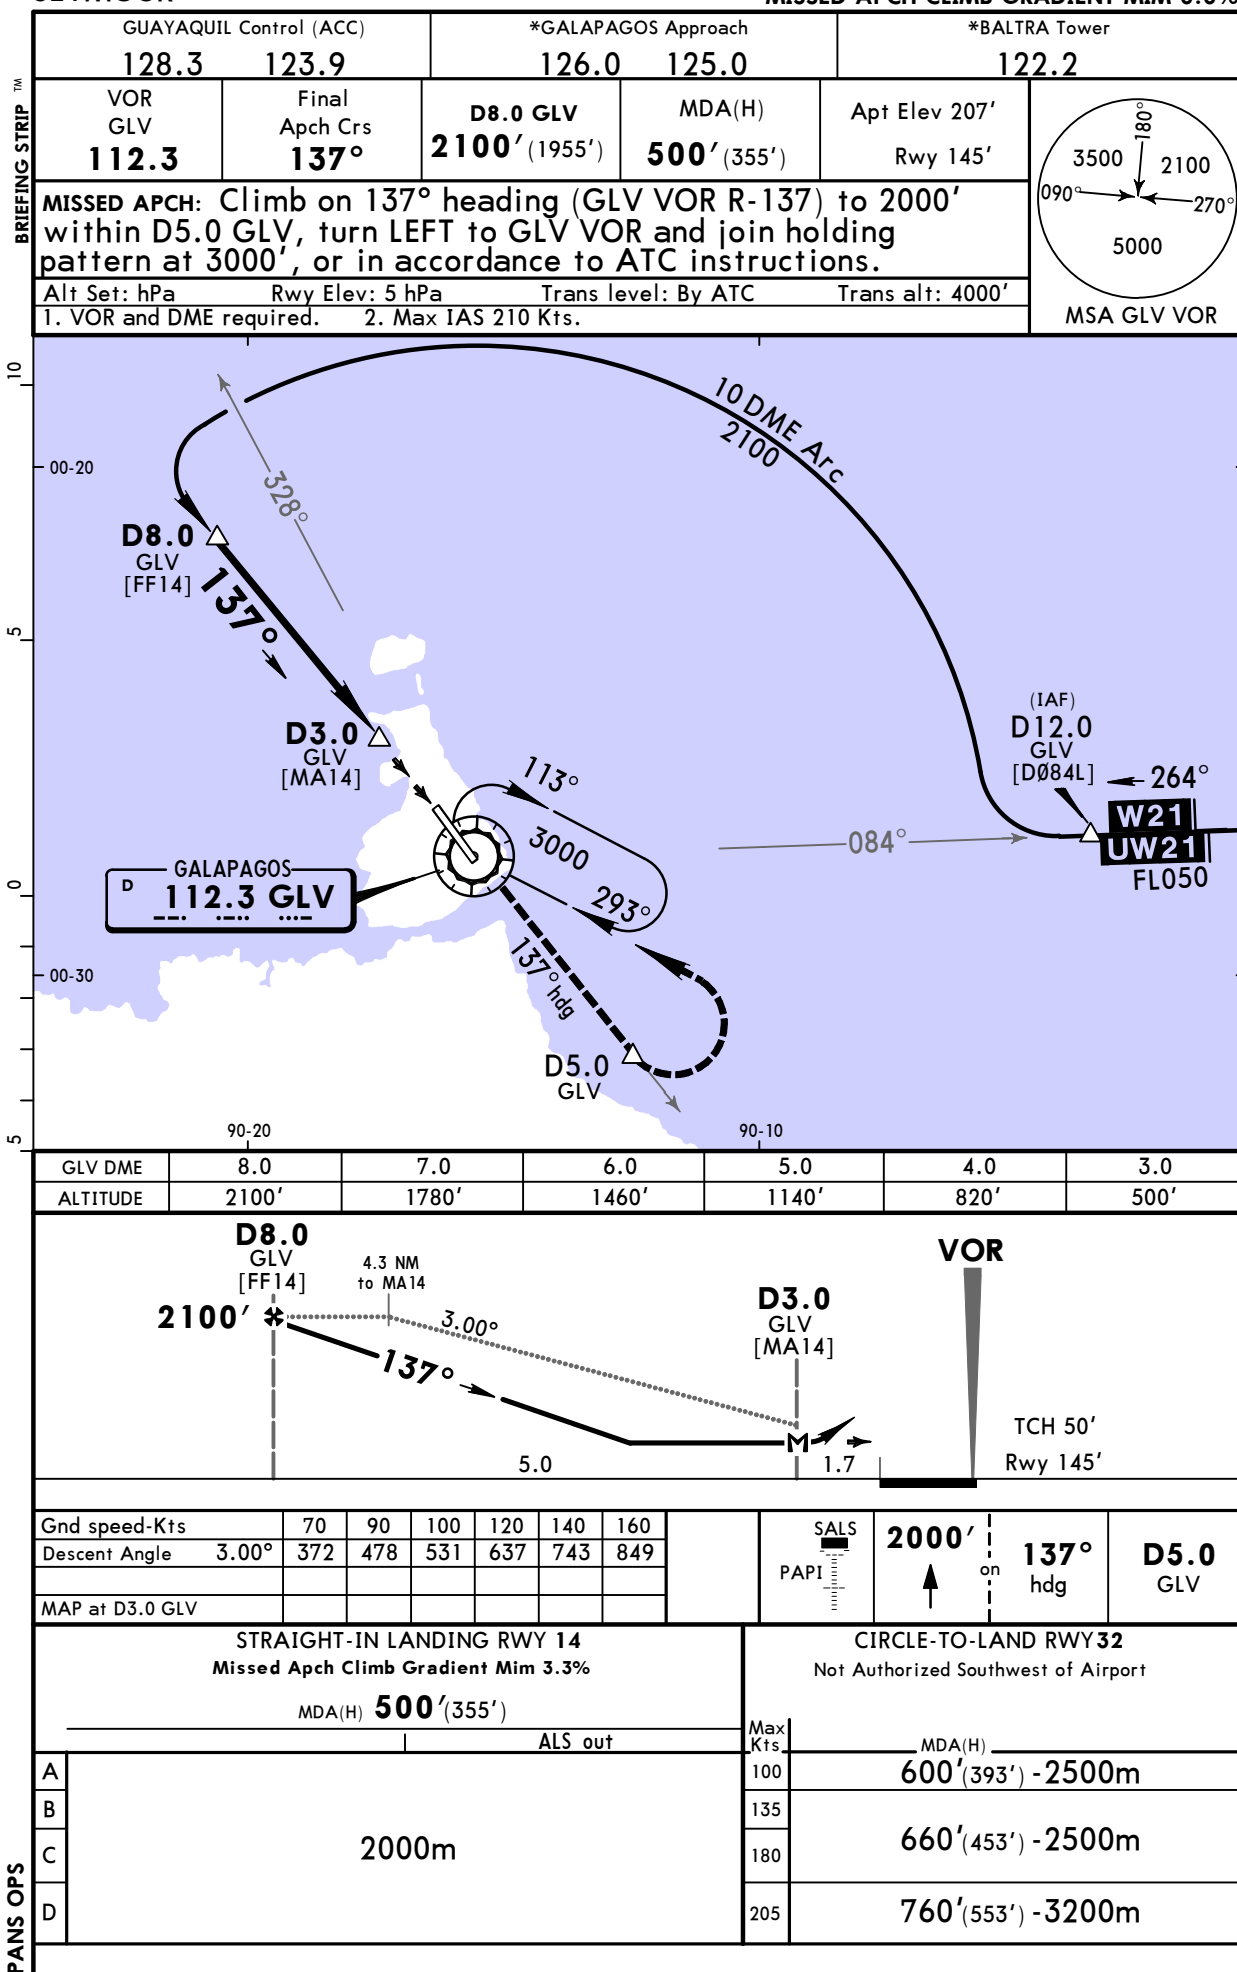 GUAYAQUIL Control (ACC)
128.3 123.9
*GALAPAGOS Approach
126.0 125.0
*BALTRA Tower
122.2
BRIEFING STRIP TM
VOR
GLV
112.3
Final
Apch Crs
137°
D8.0 GLV
2100' (1955')
MDA(H)
500' (355')
Apt Elev 207'
Rwy 145'
MISSED APCH: Climb on 137° heading (GLV VOR R-137) to 2000'
within D5.0 GLV, turn LEFT to GLV VOR and join holding
pattern at 3000', or in accordance to ATC instructions.
Alt Set: hPa Rwy Elev: 5 hPa Trans level: By ATC Trans alt: 4000'
1. VOR and DME required. 2. Max IAS 210 Kts.
180°
3500 2100
090° 270°
5000
MSA GLV VOR
10
5
0
5
00-20
00-30
90-20
90-10
10 DME Arc
2100
328°
D8.0
GLV
[FF14]
137°
D3.0
GLV
[MA14]
113°
3000
293°
(IAF)
D12.0
GLV
[DØ84L]
264°
W21
UW21
FL050
084°
GALAPAGOS
D 112.3 GLV
137° hdg
D5.0
GLV
GLV DME 8.0 7.0 6.0 5.0 4.0 3.0
ALTITUDE 2100' 1780' 1460' 1140' 820' 500'
D8.0
GLV
[FF14]
4.3 NM
to MA14
2100'
3.00°
137°
D3.0
GLV
[MA14]
VOR
M
TCH 50'
Rwy 145'
5.0
1.7
Gnd speed-Kts 70 90 100 120 140 160
Descent Angle 3.00° 372 478 531 637 743 849
MAP at D3.0 GLV
SALS
PAPI
2000'
on
137°
hdg
D5.0
GLV
STRAIGHT-IN LANDING RWY 14
Missed Apch Climb Gradient Mim 3.3%
MDA(H) 500' (355')
ALS out
A
B
C
D
2000m
CIRCLE-TO-LAND RWY 32
Not Authorized Southwest of Airport
Max
Kts
MDA(H)
100 600' (393') -2500m
135
180
660' (453') -2500m
205 760' (553') -3200m
PANS OPS